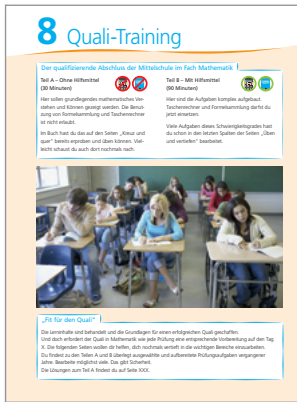 8 Quali-Training
Der qualifizierende Abschluss der Mittelschule im Fach Mathematik
Teil A – Ohne Hilfsmittel
(30 Minuten)
Hier sollen grundlegendes mathematisches Ver-
stehen und Können gezeigt werden. Die Benut-
zung von Formelsammlung und Taschenrechner
ist nicht erlaubt.
Im Buch hast du das auf den Seiten „Kreuz und
quer“ bereits erproben und üben können. Viel-
leicht schaust du auch dort nochmals nach.
Teil B – Mit Hilfsmittel
(90 Minuten)
Hier sind die Aufgaben komplex aufgebaut.
Taschenrechner und Formelsammlung darfst du
jetzt einsetzen.
Viele Aufgaben dieses Schwierigkeitsgrades hast
du schon in den letzten Spalten der Seiten „Üben
und vertiefen“ bearbeitet.
„Fit für den Quali“
Die Lerninhalte sind behandelt und die Grundlagen für einen erfolgreichen Quali geschaffen.
Und doch erfordert der Quali in Mathematik wie jede Prüfung eine entsprechende Vorbereitung auf den Tag
X. Die folgenden Seiten wollen dir helfen, dich nochmals vertieft in die wichtigen Bereiche einzuarbeiten.
Du findest zu den Teilen A und B überlegt ausgewählte und aufbereitete Prüfungsaufgaben vergangener
Jahre. Bearbeite möglichst viele. Das gibt Sicherheit.
Die Lösungen zum Teil A findest du auf Seite XXX.